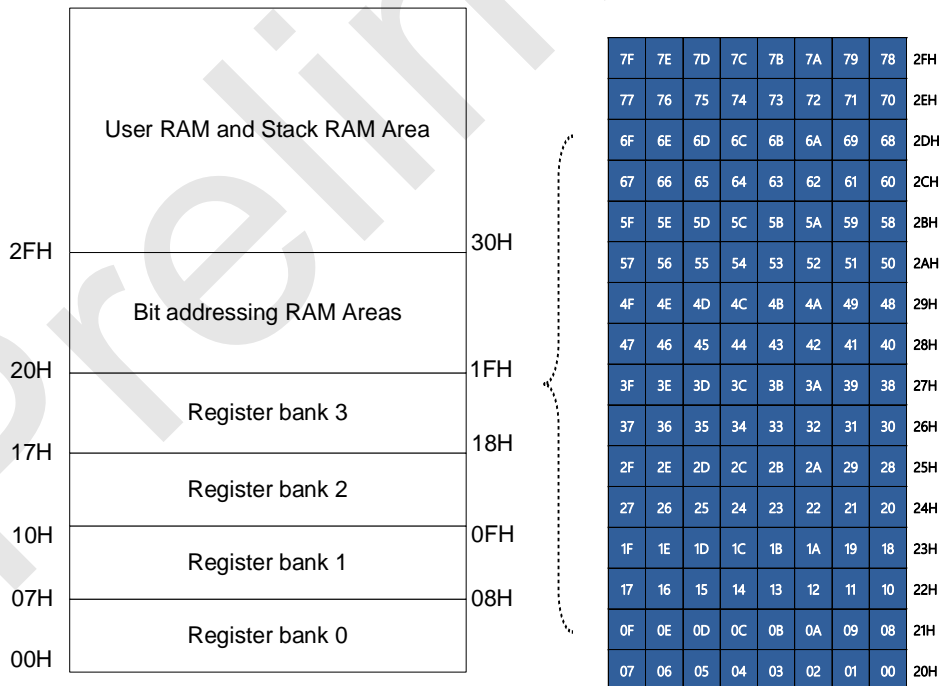 Prelim
User RAM and Stack RAM Area
2FH
30H
Bit addressing RAM Areas
20H
1FH
Register bank 3
17H
18H
Register bank 2
10H
0FH
Register bank 1
07H
08H
Register bank 0
00H
7F 7E 7D 7C 7B 7A 79 78 2FH
77 76 75 74 73 72 71 70 2EH
6F 6E 6D 6C 6B 6A 69 68 2DH
67 66 65 64 63 62 61 60 2CH
5F 5E 5D 5C 5B 5A 59 58 2BH
57 56 55 54 53 52 51 50 2AH
4F 4E 4D 4C 4B 4A 49 48 29H
47 46 45 44 43 42 41 40 28H
3F 3E 3D 3C 3B 3A 39 38 27H
37 36 35 34 33 32 31 30 26H
2F 2E 2D 2C 2B 2A 29 28 25H
27 26 25 24 23 22 21 20 24H
1F 1E 1D 1C 1B 1A 19 18 23H
17 16 15 14 13 12 11 10 22H
0F 0E 0D 0C 0B 0A 09 08 21H
07 06 05 04 03 02 01 00 20H